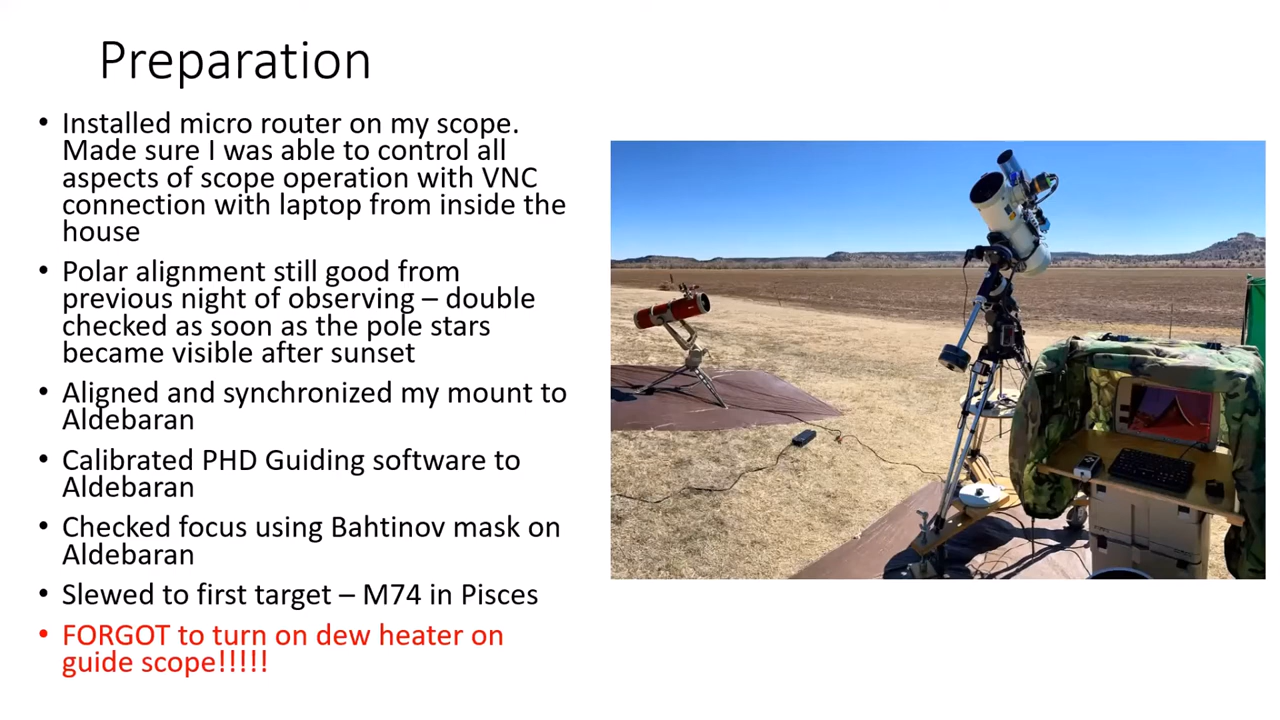 Preparation
• Installed micro router on my scope.
Made sure I was able to control all
aspects of scope operation with VNC
connection with laptop from inside the
house
• Polar alignment still good from
previous night of observing – double
checked as soon as the pole stars
became visible after sunset
• Aligned and synchronized my mount to
Aldebaran
• Calibrated PHD Guiding software to
Aldebaran
• Checked focus using Bahtinov mask on
Aldebaran
• Slewed to first target – M74 in Pisces
• FORGOT to turn on dew heater on
guide scope!!!!!